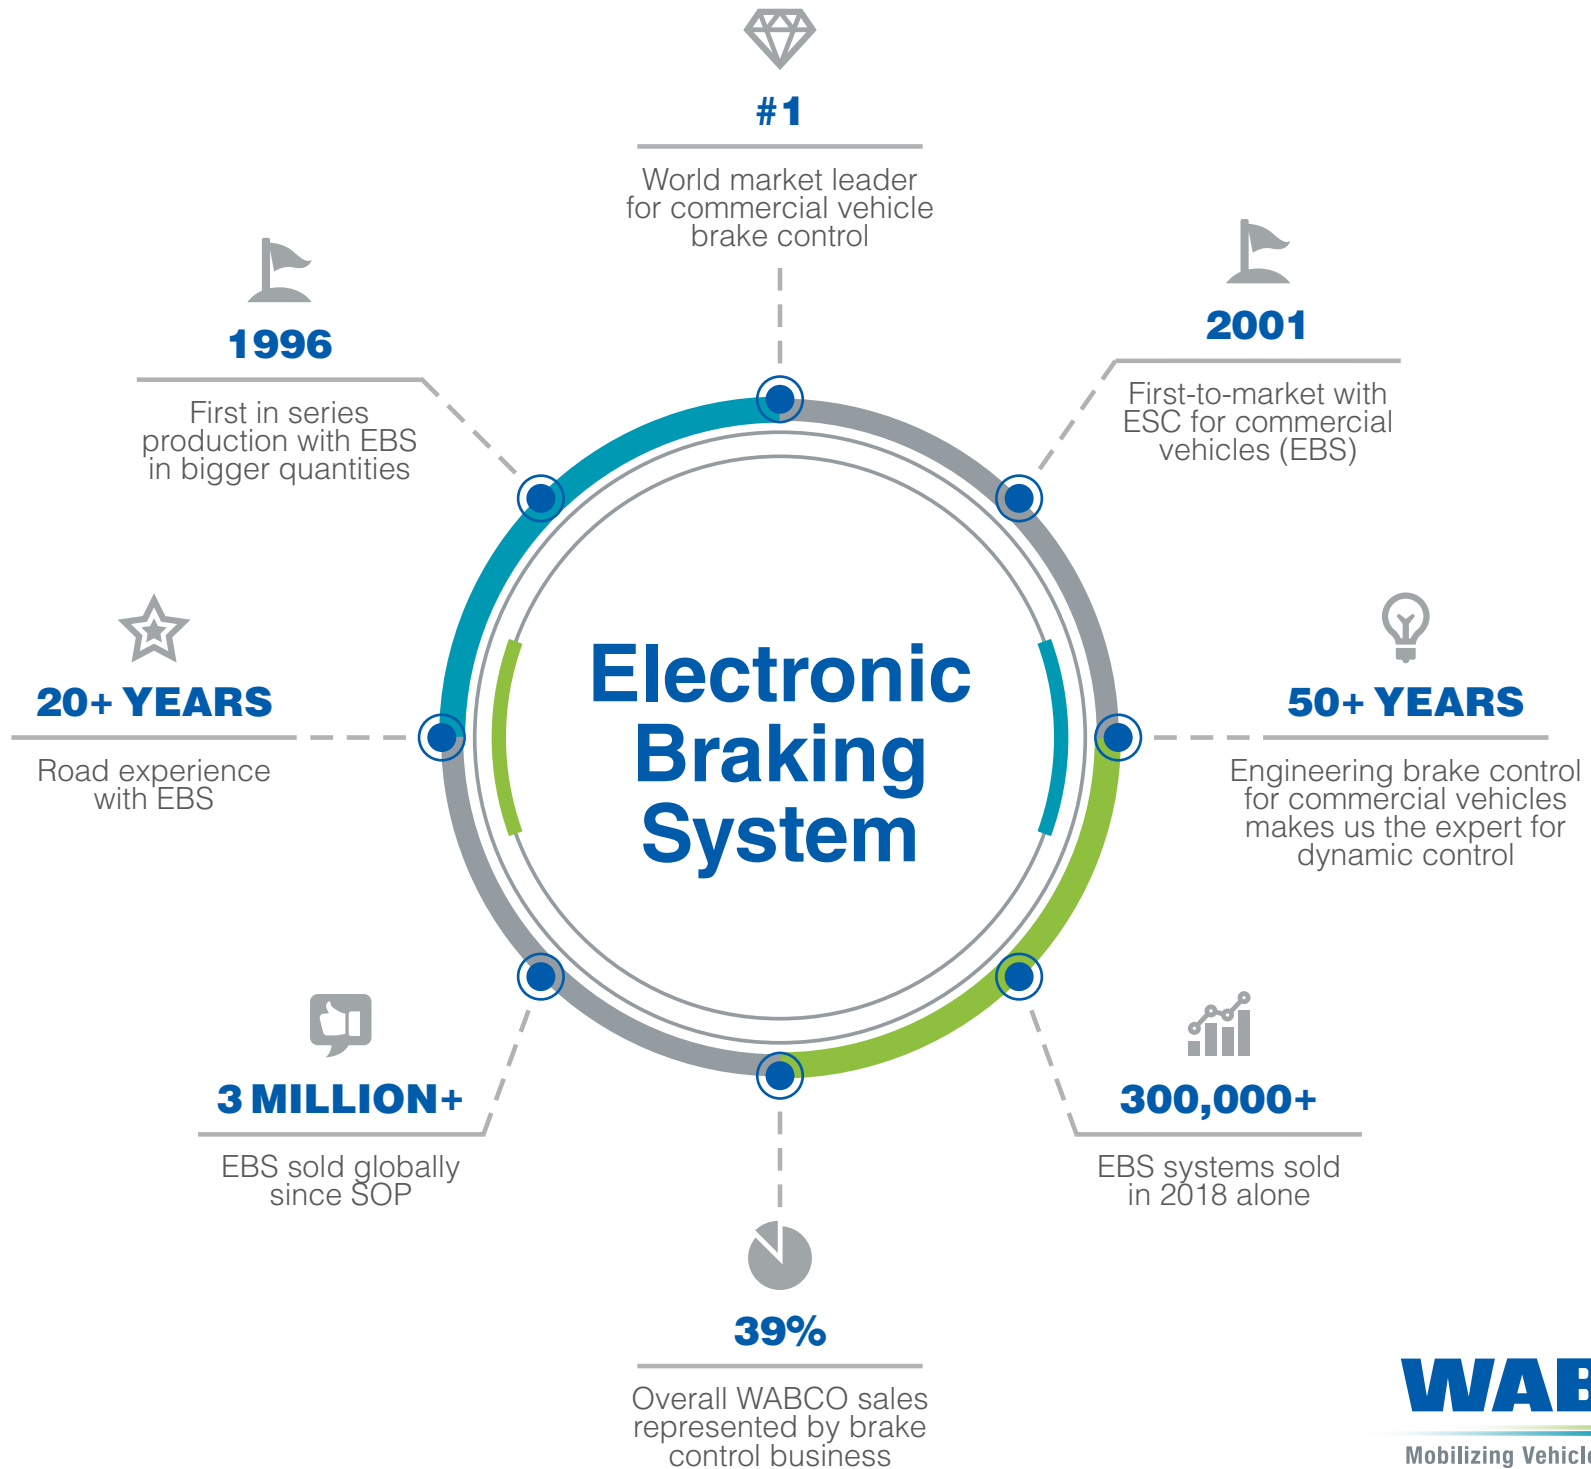 #1
World market leader
for commercial vehicle
brake control
1996
First in series
production with EBS
in bigger quantities
2001
First-to-market with
ESC for commercial
vehicles (EBS)
20+ YEARS
Road experience
with EBS
Electronic
Braking
System
50+ YEARS
Engineering brake control
for commercial vehicles
makes us the expert for
dynamic control
3 MILLION+
EBS sold globally
since SOP
300,000+
EBS systems sold
in 2018 alone
39%
Overall WABCO sales
represented by brake
control business
WAB
Mobilizing Vehicle